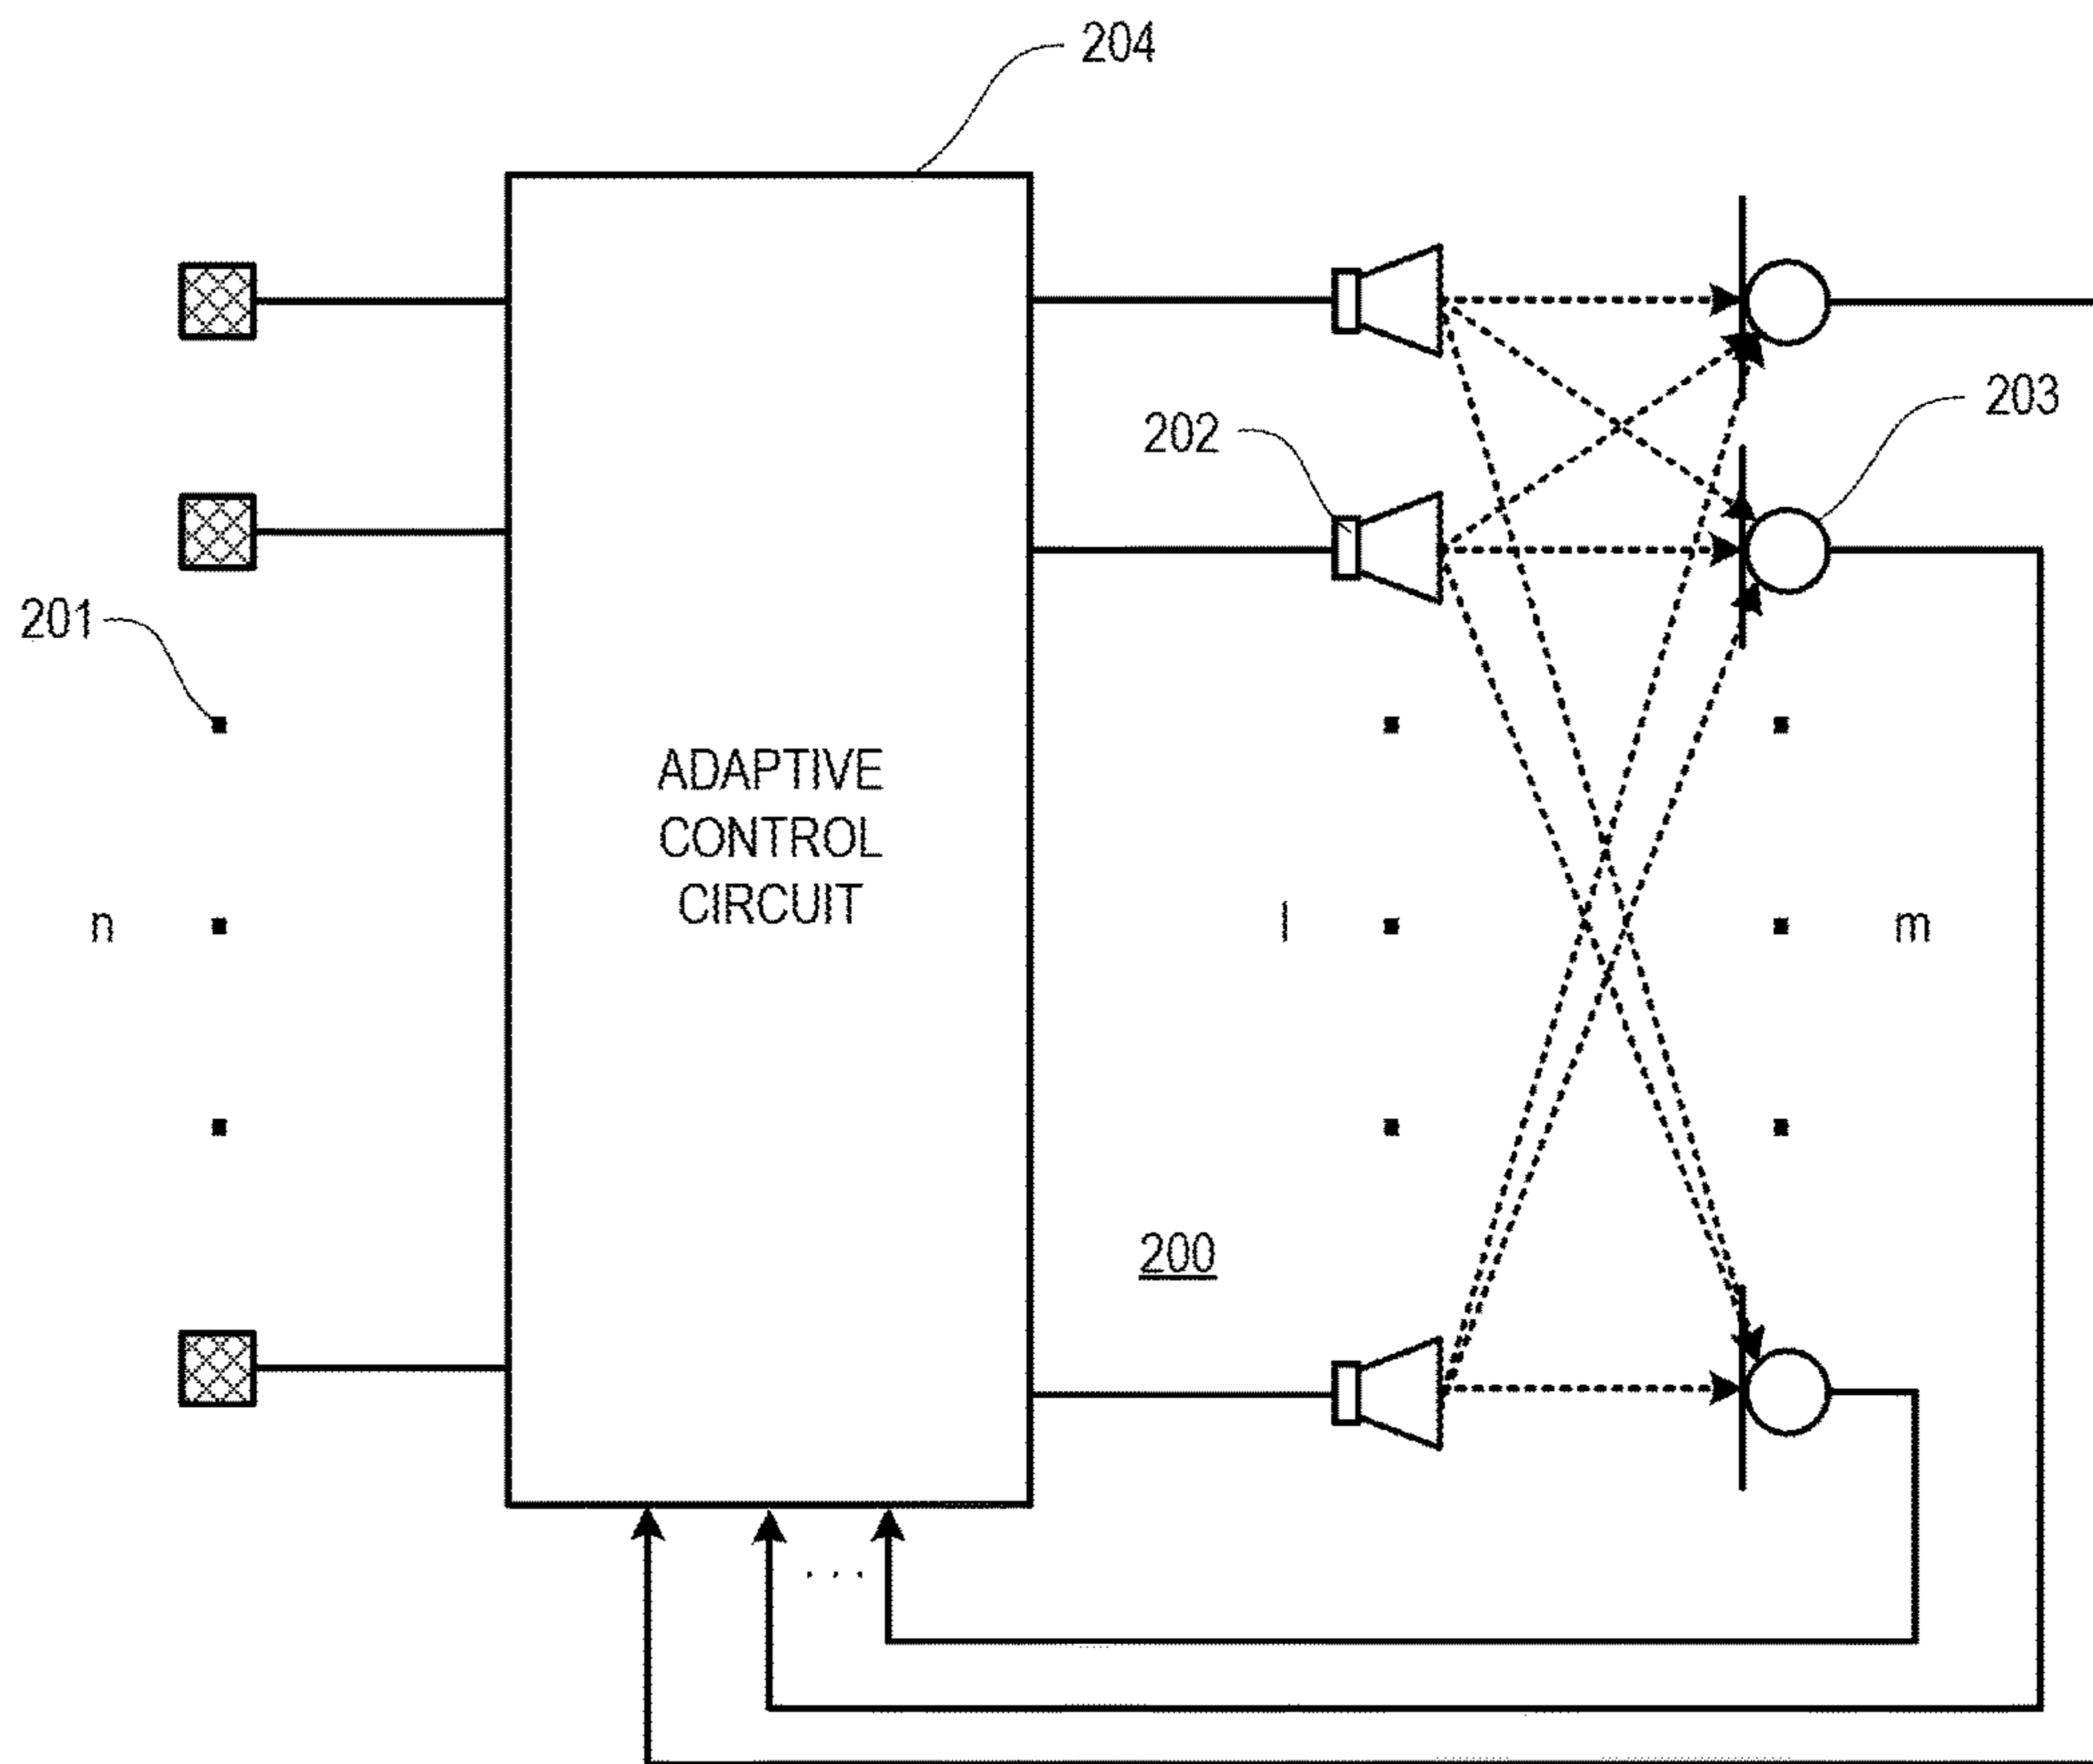 204
203
202
201
ADAPTIVE
CONTROL
CIRCUIT
n
l
m
200
. . .